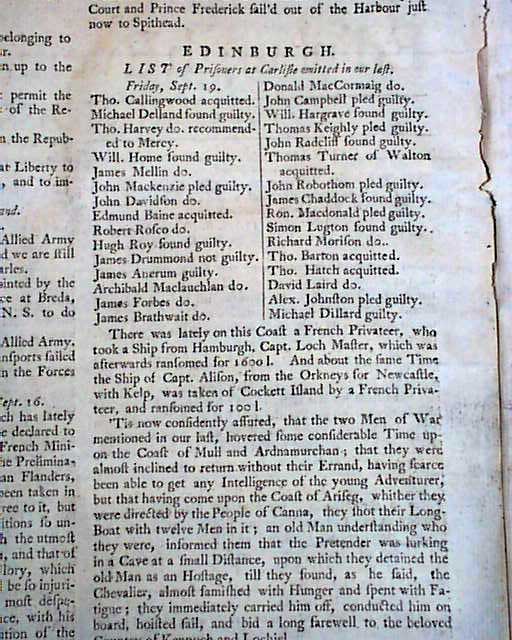 Court and Prince Frederick sail'd out of the Harbour just
now to Spithead.
EDINBURGH.
LIST of Prisoners at Carlisle omitted in our last.
Friday, Sept. 19.
Tho. Callingwood acquitted.
Michael Delland found guilty.
Tho. Harvey do. recommend-
ed to Mercy.
Will. Home found guilty.
James Mellin do.
John Mackenzie pled guilty.
John Davidson do.
Edmund Baine acquitted.
Robert Rosco do.
Hugh Roy found guilty.
James Drummond not guilty.
James Anerum guilty.
Archibald Maclauchlan do.
James Forbes do.
James Brathwait do.
Donald MacCormaig do.
John Campbell pled guilty.
Will. Hargrave found guilty.
Thomas Keighly pled guilty.
John Radcliff found guilty.
Thomas Turner of Walton
acquitted.
John Robothom pled guilty.
James Chaddock found guilty.
Ron. Macdonald pled guilty.
Simon Lugton found guilty.
Richard Morison do.
Tho. Barton acquitted.
Tho. Hatch acquitted.
David Laird do.
Alex. Johnston pled guilty.
Michael Dillard guilty.
There was lately on this Coast a French Privateer, who
took a Ship from Hamburgh, Capt. Loch Master, which was
afterwards ransomed for 1600 l. And about the same Time
the Ship of Capt. Alison, from the Orkneys for Newcastle,
with Kelp, was taken of Cockett Island by a French Priva-
teer, and ransomed for 100 l.
'Tis now confidently assured, that the two Men of War
mentioned in our last, hovered some considerable Time up-
on the Coast of Mull and Ardnamurchan; that they were
almost inclined to return without their Errand, having scarce
been able to get any Intelligence of the young Adventurer,
but that having come upon the Coast of Ariseg, whither they
were directed by the People of Canna, they shot their Long-
Boat with twelve Men in it; an old Man understanding who
they were, informed them that the Pretender was lurking
in a Cave at a small Distance, upon which they detained the
old Man as an Hostage, till they found, as he said, the
Chevalier, almost famished with Hunger and spent with Fa-
tigue; they immediately carried him off, conducted him on
board, hoisted sail, and bid a long farewell to the beloved